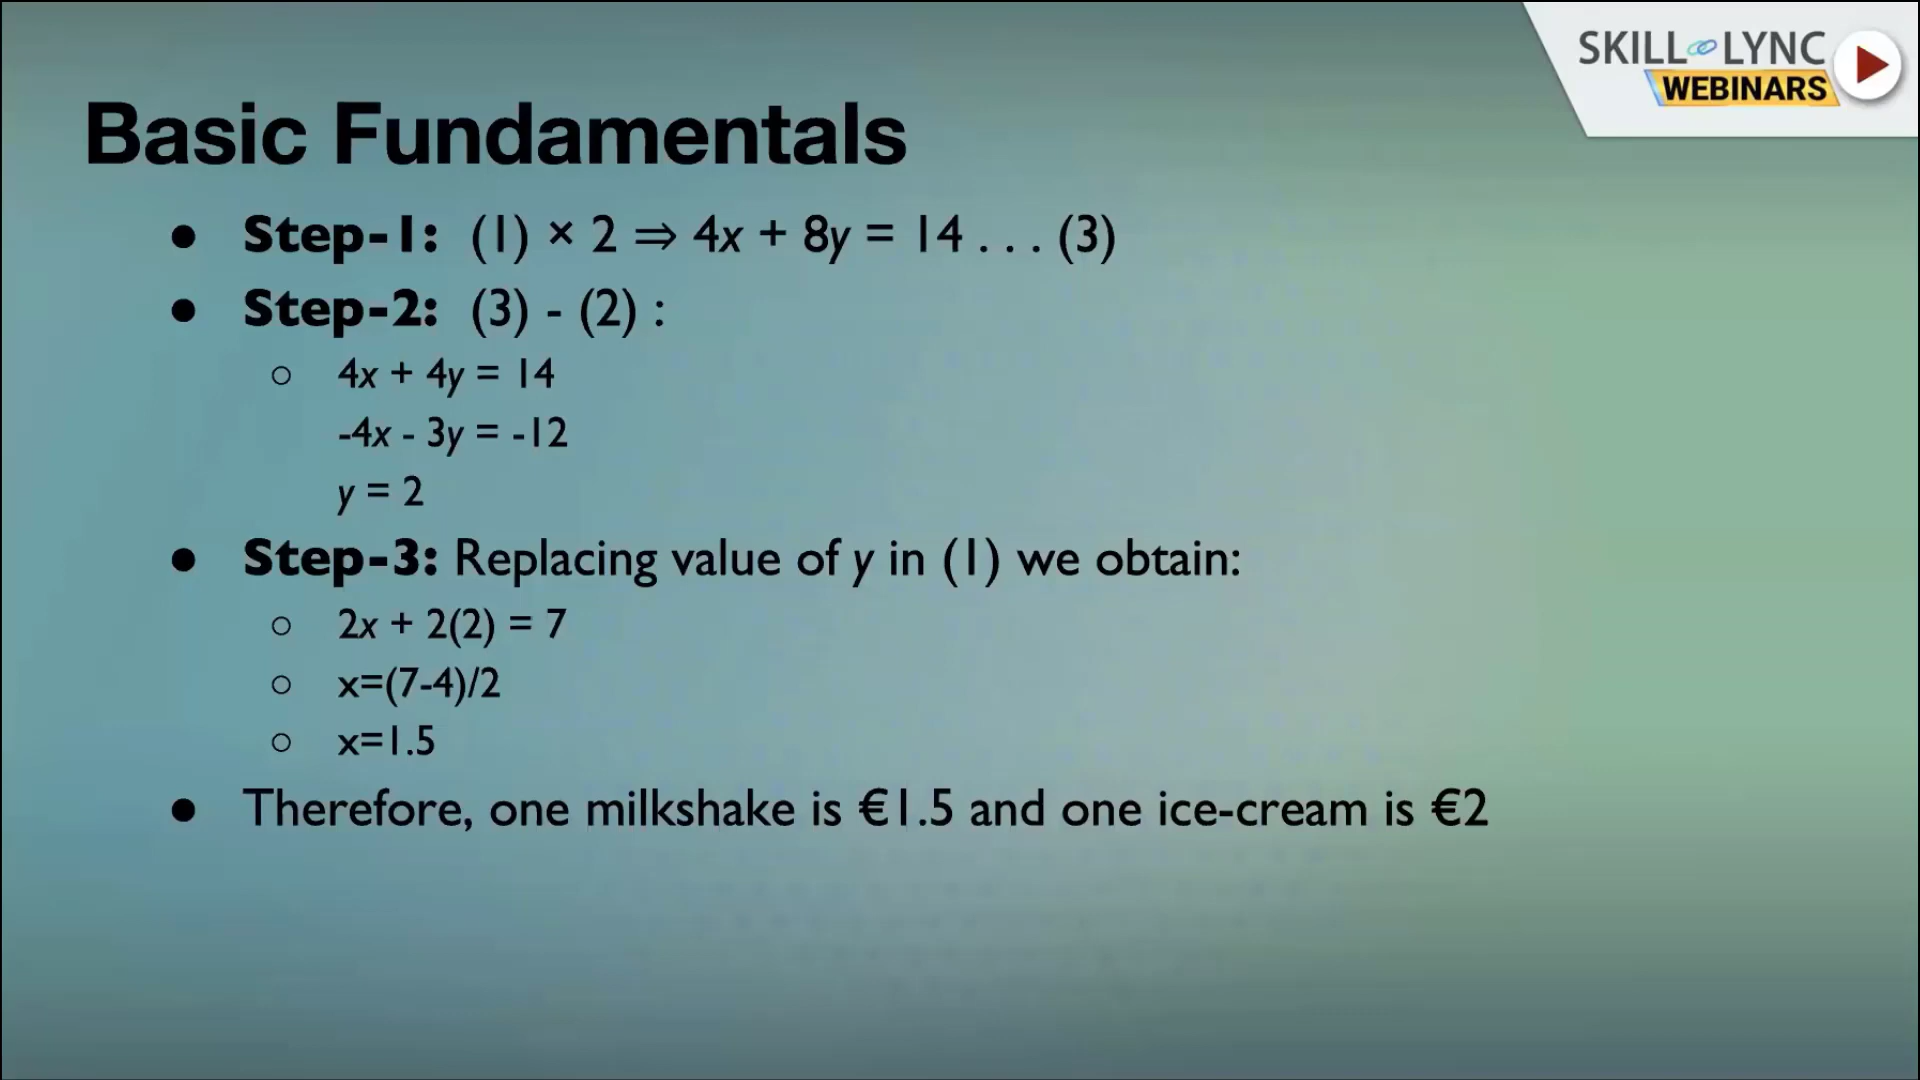 SKILL LYNC
WEBINARS
Basic Fundamentals
● Step-1: (1) × 2 ⇒ 4x + 8y = 14 . . . (3)
● Step-2: (3) - (2) :
○ 4x + 4y = 14
-4x - 3y = -12
y = 2
● Step-3: Replacing value of y in (1) we obtain:
○ 2x + 2(2) = 7
○ x=(7-4)/2
○ x=1.5
● Therefore, one milkshake is €1.5 and one ice-cream is €2